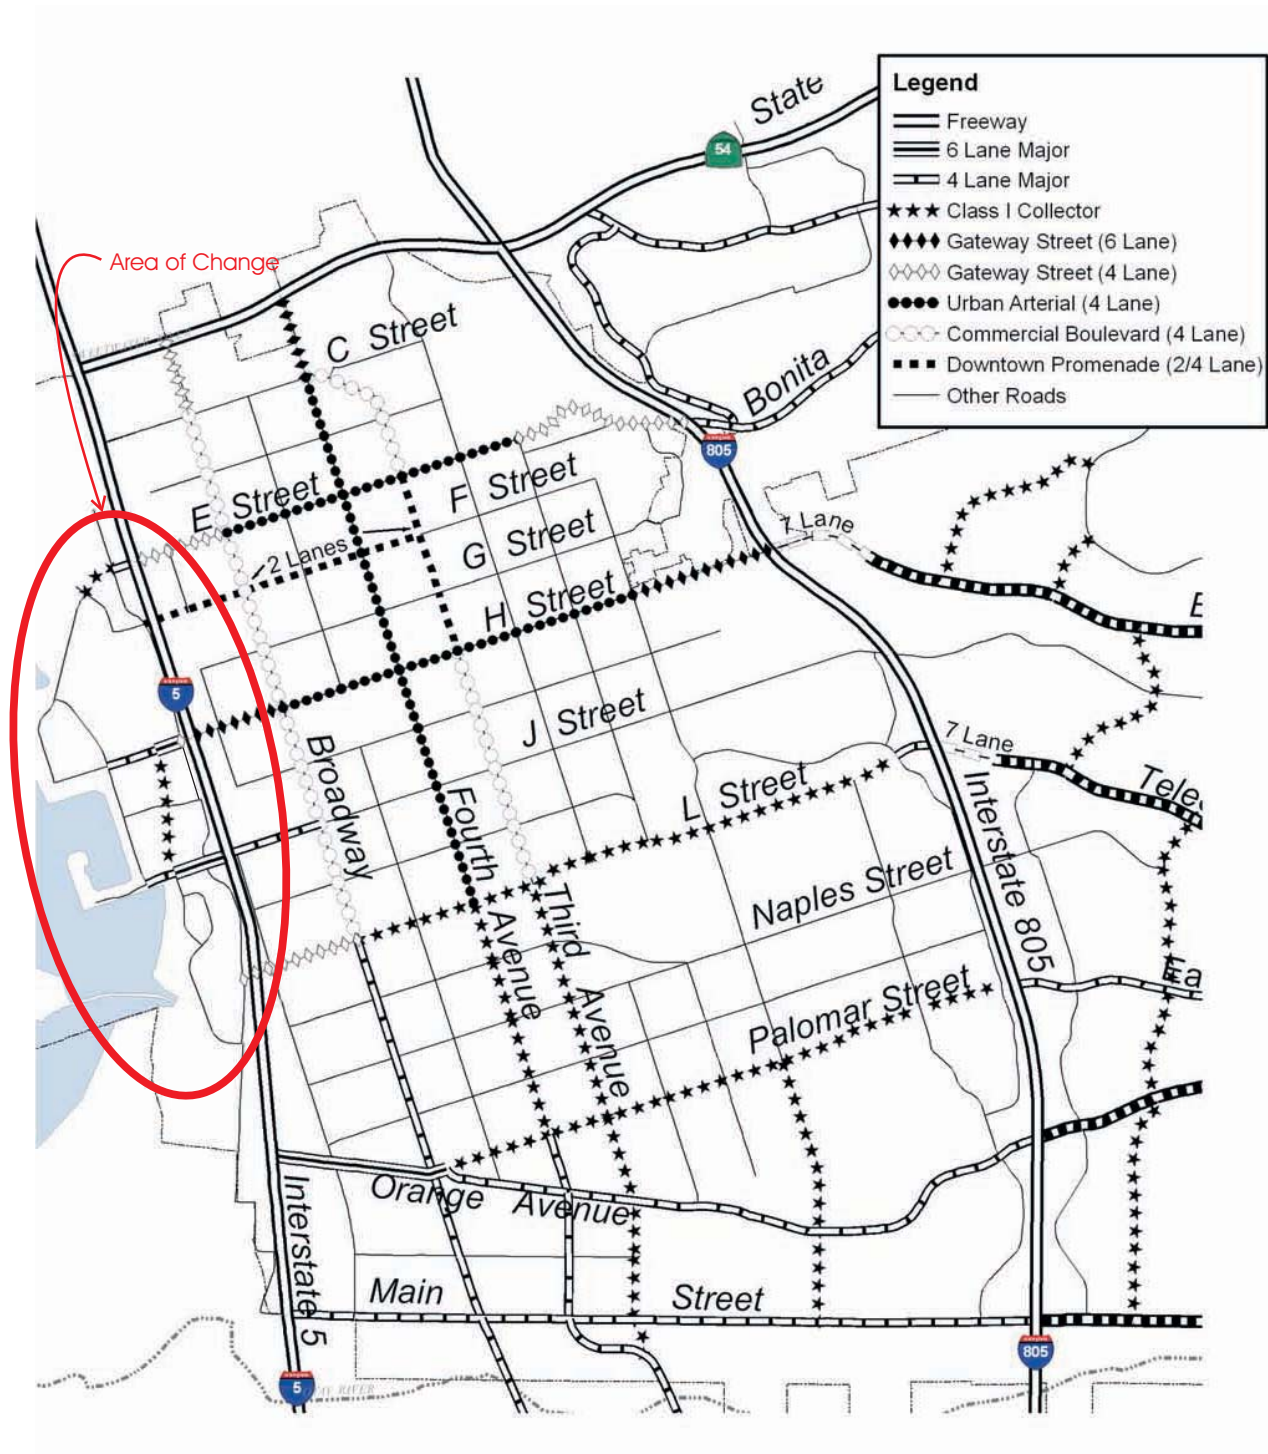 State
54
Legend
Freeway
6 Lane Major
4 Lane Major
Class I Collector
Gateway Street (6 Lane)
Gateway Street (4 Lane)
Urban Arterial (4 Lane)
Commercial Boulevard (4 Lane)
Downtown Promenade (2/4 Lane)
Other Roads
Area of Change
C Street
Bonita
805
E Street
F Street
7 Lane
2 Lanes
G Street
H Street
E
5
J Street
7 Lane
Broadway
Fourth Avenue
L Street
Interstate 805
Tele
Third Avenue
Naples Street
Ea
Palomar Street
Orange Avenue
Interstate 5
Main Street
805
5
RIVER